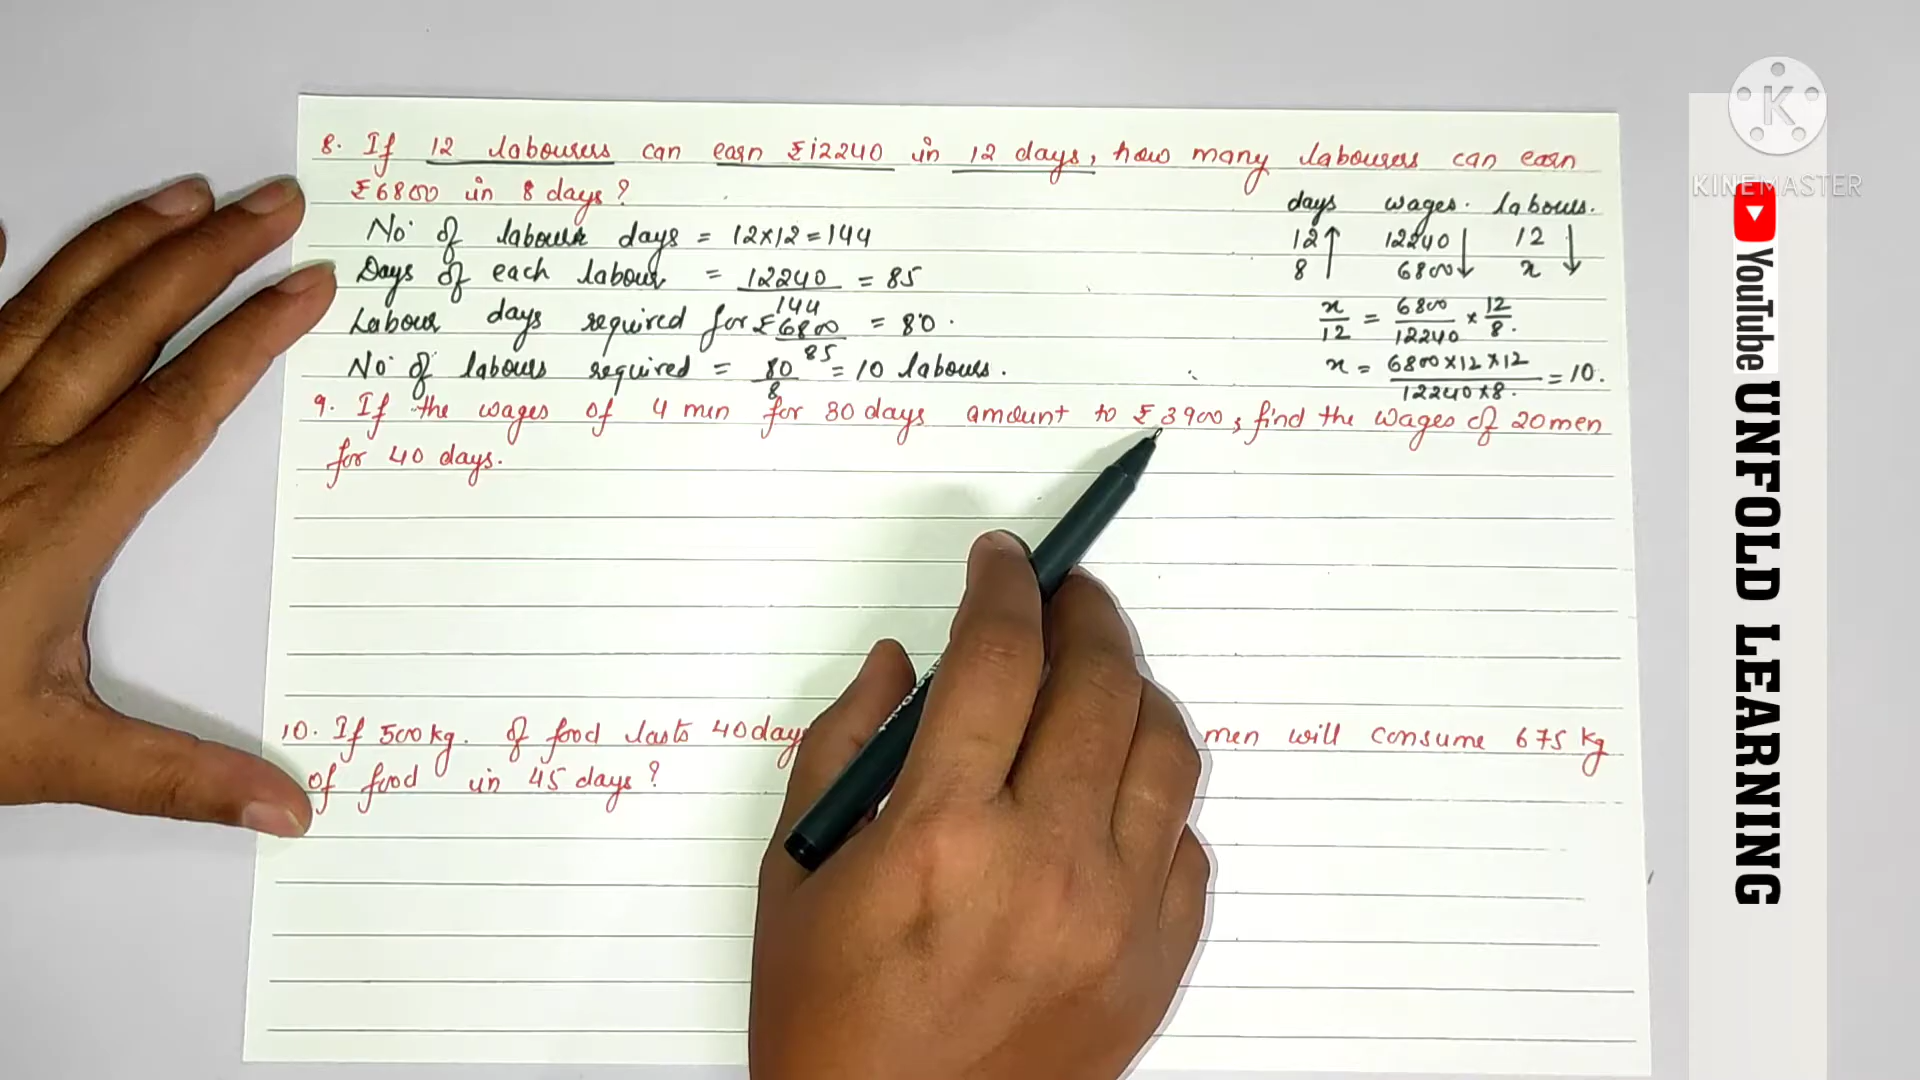 8. If 12 labourers can earn ₹12240 in 12 days, how many labourers can earn
₹6800 in 8 days?
No. of labour days = 12×12=144
Days of each labour = 12240/144 = 85
Labour days required for ₹6800/85 = 80.
No. of labours required = 80/8 = 10 labours.
days wages. labours.
12 12240 12
8 6800 x
x/12 = 6800/12240 × 12/8.
x = 6800×12×12/12240×8. = 10.
9. If the wages of 4 men for 30 days amount to ₹3900, find the wages of 20 men
for 40 days.
10. If 500 kg. of food lasts 40 days men will consume 675 kg
of food in 45 days?
K
KINEMASTER
YouTube UNFOLD LEARNING